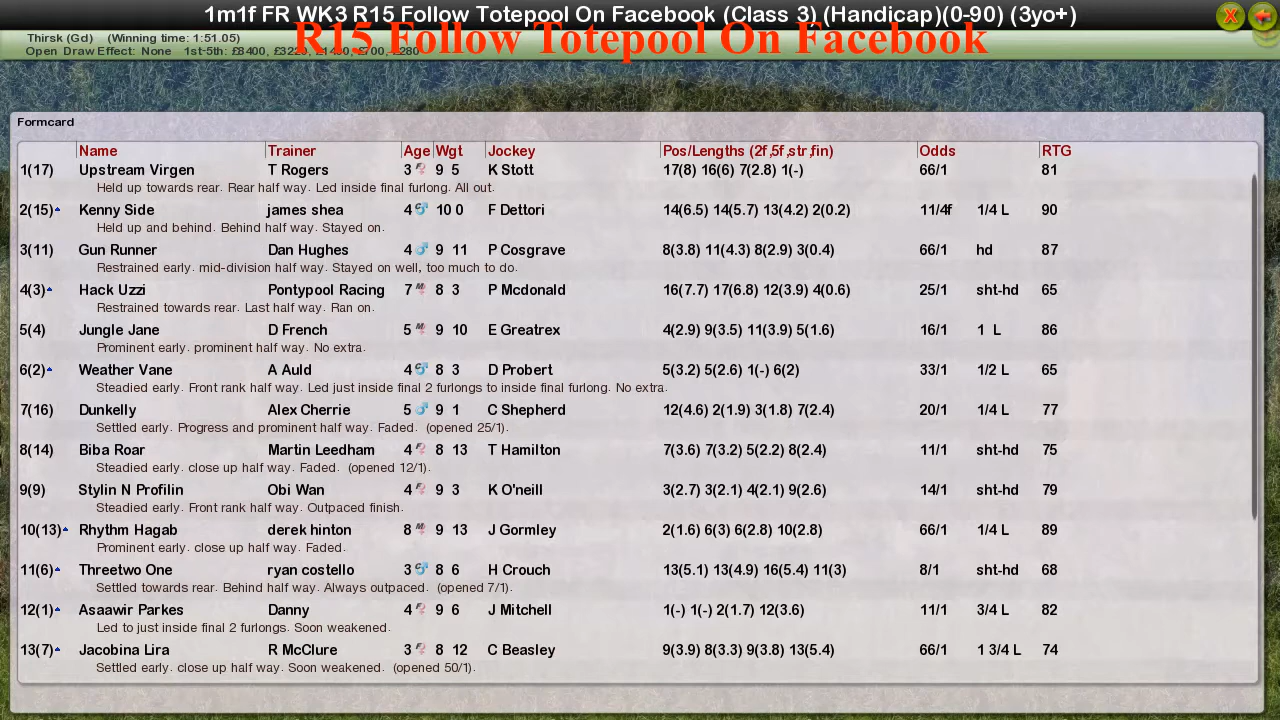 1m1f FR WK3 R15 Follow Totepool On Facebook (Class 3) (Handicap)(0-90) (3yo+)
X
R15 Follow Totepool On Facebook
Thirsk (Gd) (Winning time: 1:51.05)
Open Draw Effect: None 1st-5th: £8400, £3220, £1400, £700, £280
Formcard
Name Trainer Age Wgt Jockey Pos/Lengths (2f,5f,str,fin) Odds RTG
1(17) Upstream Virgen T Rogers 3 9 5 K Stott 17(8) 16(6) 7(2.8) 1(-) 66/1 81
Held up towards rear. Rear half way. Led inside final furlong. All out.
2(15) Kenny Side james shea 4 10 0 F Dettori 14(6.5) 14(5.7) 13(4.2) 2(0.2) 11/4f 1/4 L 90
Held up and behind. Behind half way. Stayed on.
3(11) Gun Runner Dan Hughes 4 9 11 P Cosgrave 8(3.8) 11(4.3) 8(2.9) 3(0.4) 66/1 hd 87
Restrained early. mid-division half way. Stayed on well, too much to do.
4(3) Hack Uzzi Pontypool Racing 7 8 3 P Mcdonald 16(7.7) 17(6.8) 12(3.9) 4(0.6) 25/1 sht-hd 65
Restrained towards rear. Last half way. Ran on.
5(4) Jungle Jane D French 5 9 10 E Greatrex 4(2.9) 9(3.5) 11(3.9) 5(1.6) 16/1 1 L 86
Prominent early. prominent half way. No extra.
6(2) Weather Vane A Auld 4 8 3 D Probert 5(3.2) 5(2.6) 1(-) 6(2) 33/1 1/2 L 65
Steadied early. Front rank half way. Led just inside final 2 furlongs to inside final furlong. No extra.
7(16) Dunkelly Alex Cherrie 5 9 1 C Shepherd 12(4.6) 2(1.9) 3(1.8) 7(2.4) 20/1 1/4 L 77
Settled early. Progress and prominent half way. Faded. (opened 25/1).
8(14) Biba Roar Martin Leedham 4 8 13 T Hamilton 7(3.6) 7(3.2) 5(2.2) 8(2.4) 11/1 sht-hd 75
Steadied early. close up half way. Faded. (opened 12/1).
9(9) Stylin N Profilin Obi Wan 4 9 3 K O'neill 3(2.7) 3(2.1) 4(2.1) 9(2.6) 14/1 sht-hd 79
Steadied early. Front rank half way. Outpaced finish.
10(13) Rhythm Hagab derek hinton 8 9 13 J Gormley 2(1.6) 6(3) 6(2.8) 10(2.8) 66/1 1/4 L 89
Prominent early. close up half way. Faded.
11(6) Threetwo One ryan costello 3 8 6 H Crouch 13(5.1) 13(4.9) 16(5.4) 11(3) 8/1 sht-hd 68
Settled towards rear. Behind half way. Always outpaced. (opened 7/1).
12(1) Asaawir Parkes Danny 4 9 6 J Mitchell 1(-) 1(-) 2(1.7) 12(3.6) 11/1 3/4 L 82
Led to just inside final 2 furlongs. Soon weakened.
13(7) Jacobina Lira R McClure 3 8 12 C Beasley 9(3.9) 8(3.3) 9(3.8) 13(5.4) 66/1 1 3/4 L 74
Settled early. close up half way. Soon weakened. (opened 50/1).